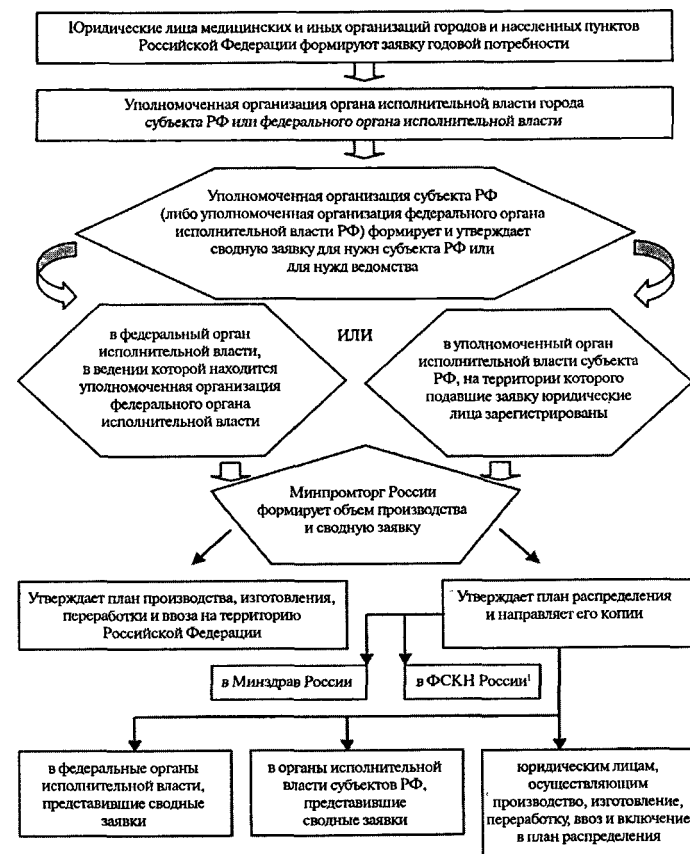 Юридические лица медицинских и иных организаций городов и населенных пунктов
Российской Федерации формируют заявку годовой потребности
Уполномоченная организация органа исполнительной власти города
субъекта РФ или федерального органа исполнительной власти
Уполномоченная организация субъекта РФ
(либо уполномоченная организация федерального органа
исполнительной власти РФ) формирует и утверждает
сводную заявку для нужн субъекта РФ или
для нужд ведомства
в федеральный орган
исполнительной власти,
в ведении которой находится
уполномоченная организация
фелерального органа
исполнительной власти
ИЛИ
в уполномоченный орган
исполнительной власти субъекта
РФ, на территории которого
подавшие заявку юридические
лица зарегистрированы
Минпромторг России
формирует объем производства
и сводную заявку
Утверждает план производства, изготовления,
переработки и ввоза на территорию
Российской Федерации
Утверждает план распределения
и направляет его копии
в Минздрав России
в ФСКН России¹
в федеральные органы
исполнительной власти,
представившие сводные
заявки
в органы исполнительной
власти субъектов РФ,
представившие
сводные заявки
юридическим лицам,
осуществляющим
производство, изготовление,
переработку, ввоз и включение
в план распределения